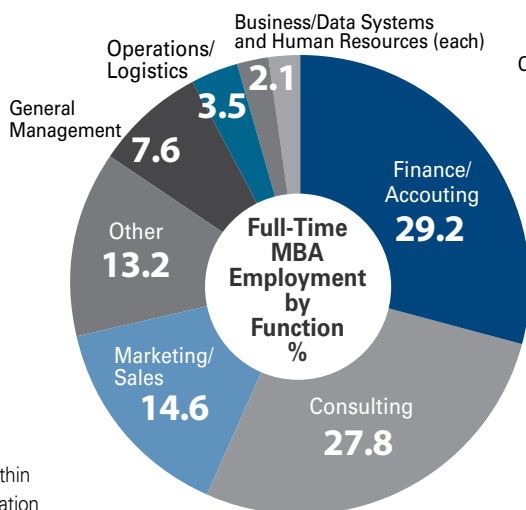 Business/Data Systems
and Human Resources (each)
2.1
Operations/
Logistics
3.5
General
Management
7.6
Other
13.2
Marketing/
Sales
14.6
Consulting
27.8
Finance/
Accouting
29.2
Full-Time
MBA
Employment
by
Function
%